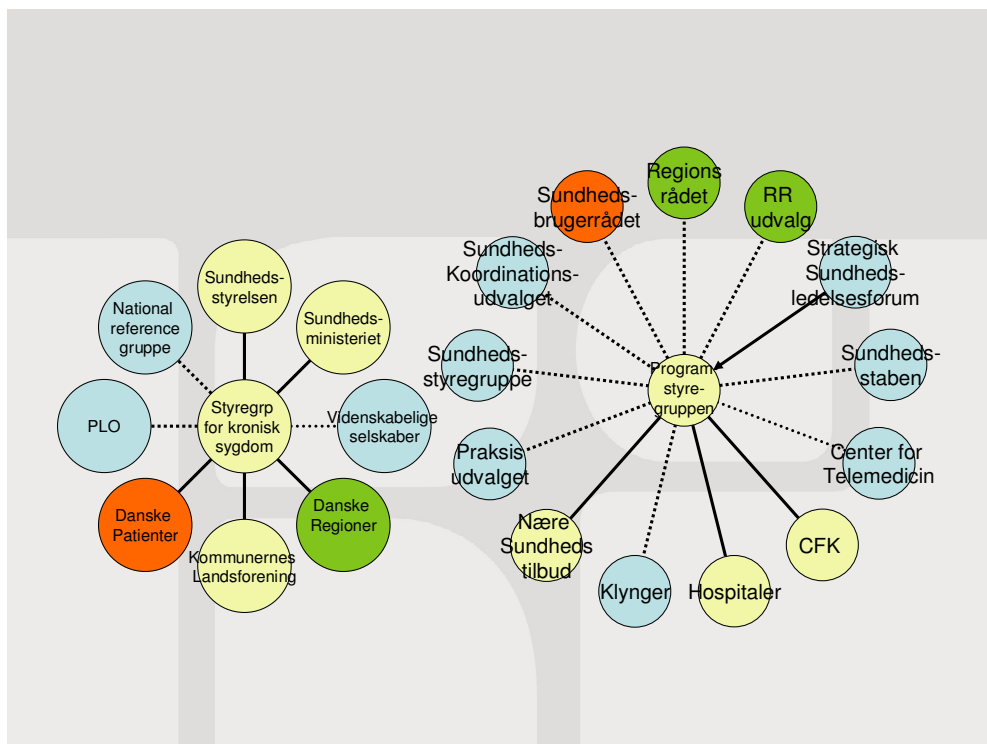 Sundheds-
styrelsen
National
reference
gruppe
Sundheds-
ministeriet
PLO
Styregrp
for kronisk
sygdom
Videnskabelige
selskaber
Danske
Patienter
Kommunernes
Landsforening
Danske
Regioner
Regions
rådet
Sundheds-
brugerrådet
RR
udvalg
Sundheds-
Koordinations-
udvalget
Strategisk
Sundheds-
ledelsesforum
Sundheds-
styregruppe
Program-
styre-
gruppen
Sundheds-
staben
Praksis
udvalget
Center for
Telemedicin
Nære
Sundheds
tilbud
Klynger
Hospitaler
CFK